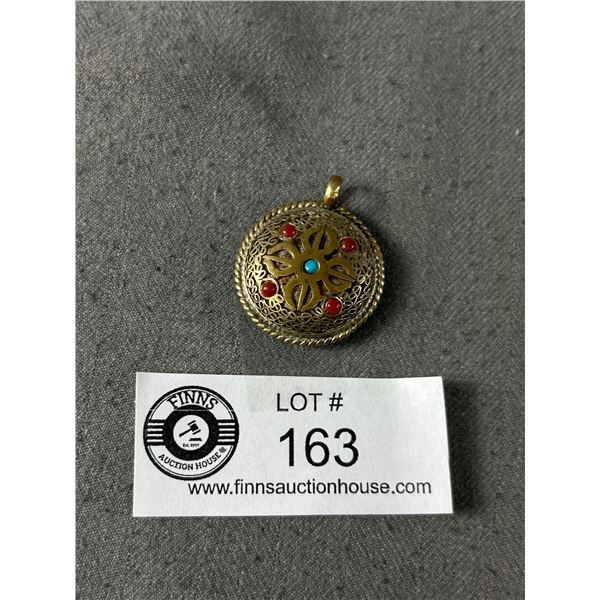 FINNS
Est. 2019
AUCTION HOUSE
LOT #
163
www.finnsauctionhouse.com